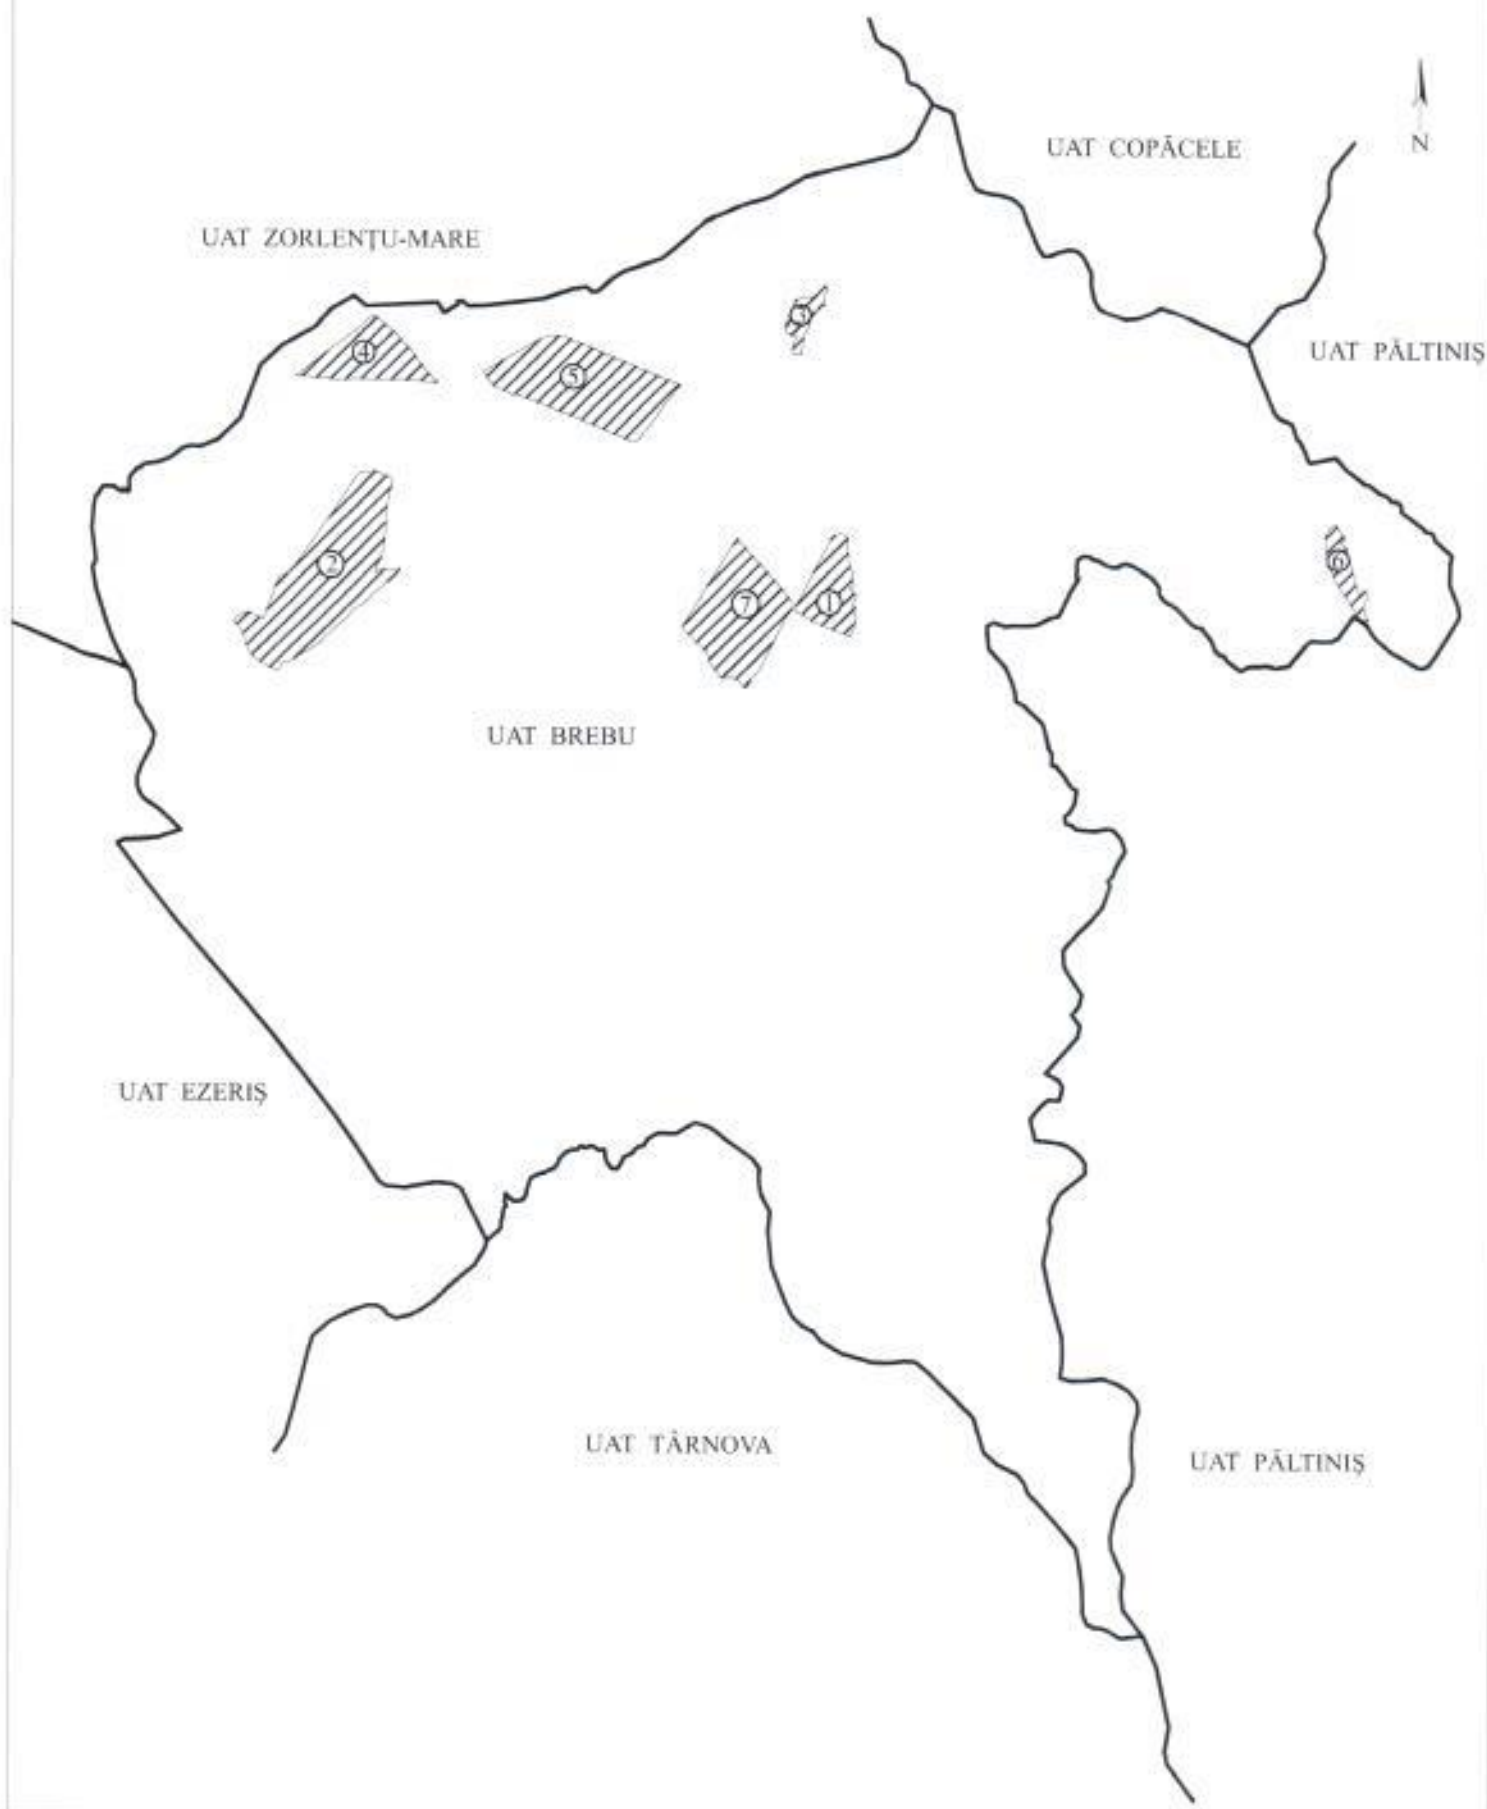 UAT COPĂCELE
N
UAT ZORLENȚU-MARE
3
4
UAT PĂLTINIȘ
5
2
6
7
1
UAT BREBU
UAT EZERIȘ
UAT TÂRNOVA
UAT PĂLTINIȘ